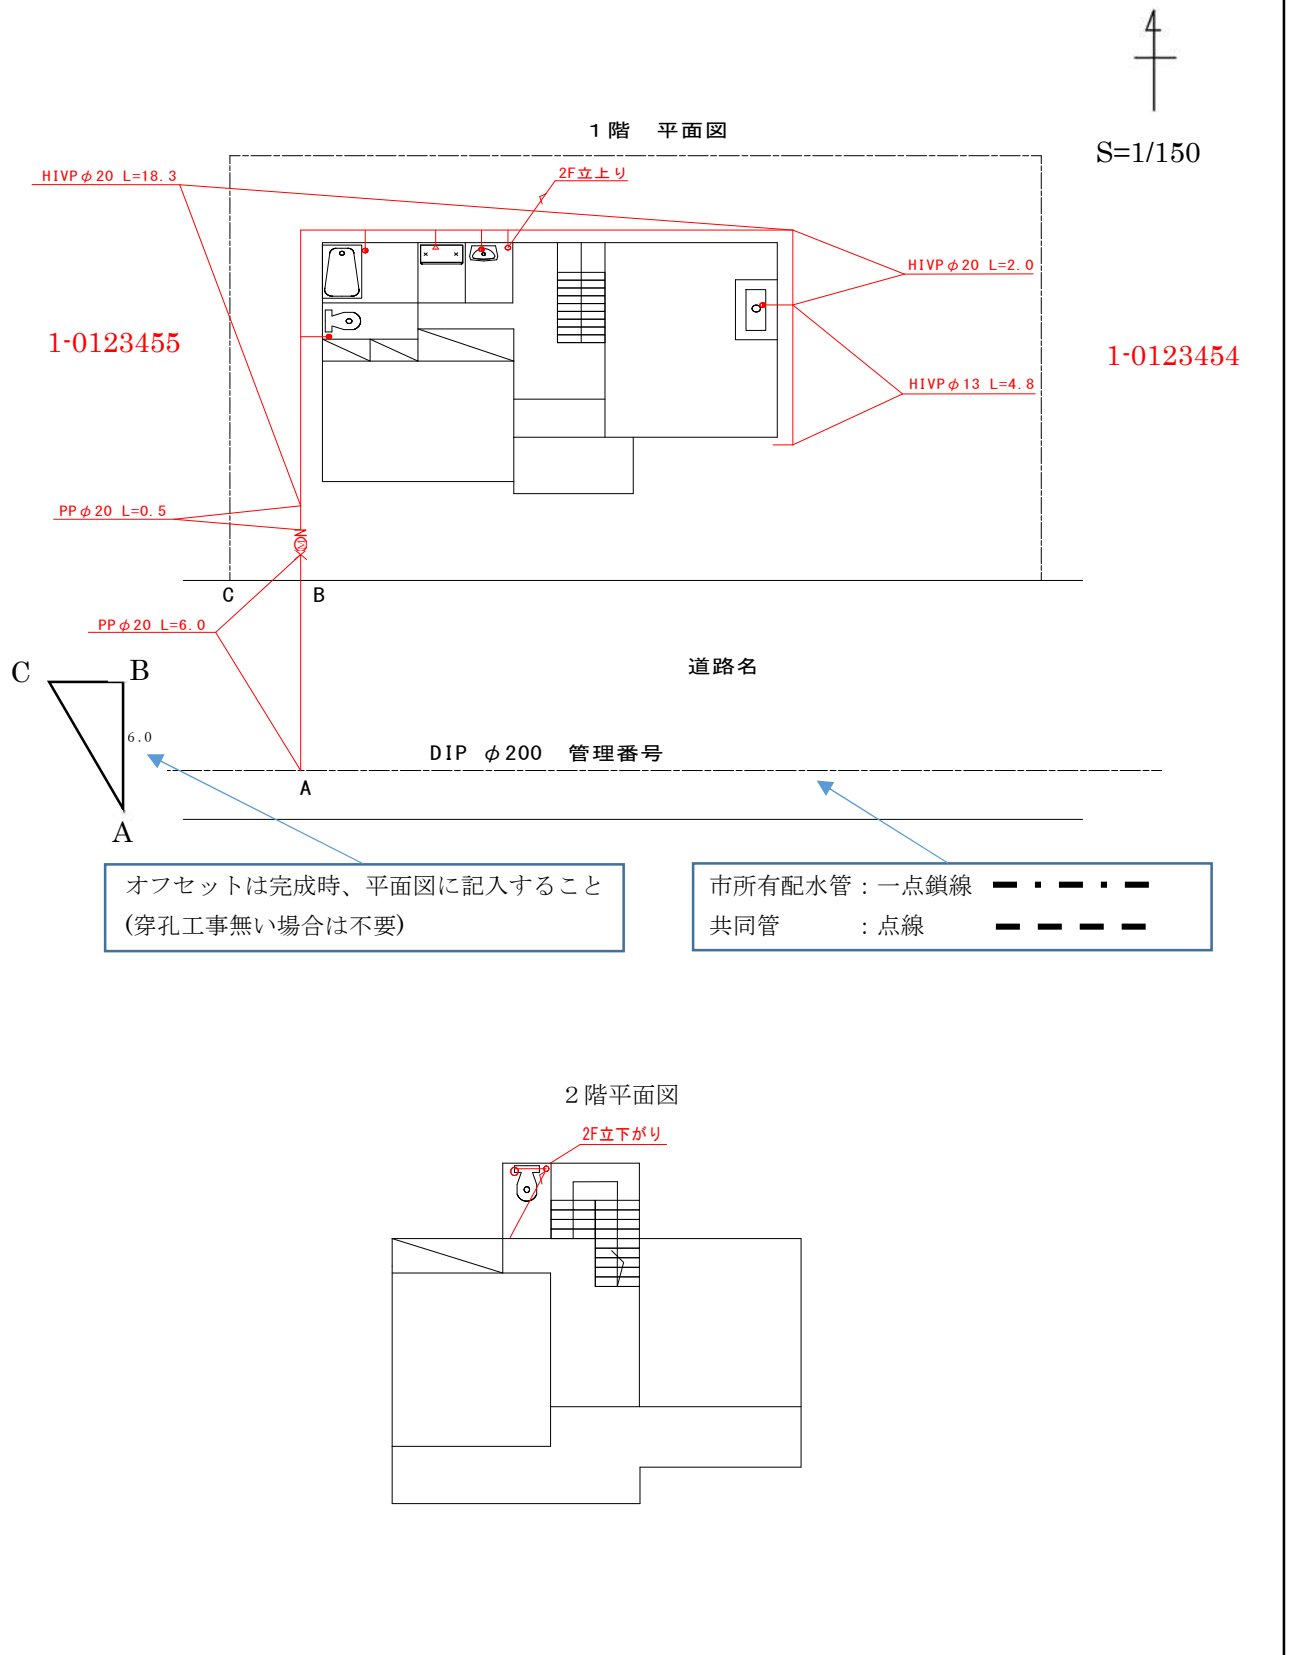 1階 平面図
S=1/150
HIVPφ20 L=18.3
2F立上り
HIVPφ20 L=2.0
1-0123455
1-0123454
HIVPφ13 L=4.8
PPφ20 L=0.5
C
B
PPφ20 L=6.0
道路名
C
B
6.0
DIP φ200 管理番号
A
A
オフセットは完成時、平面図に記入すること
(穿孔工事無い場合は不要)
市所有配水管：一点鎖線
共同管 ：点線
２階平面図
2F立下がり